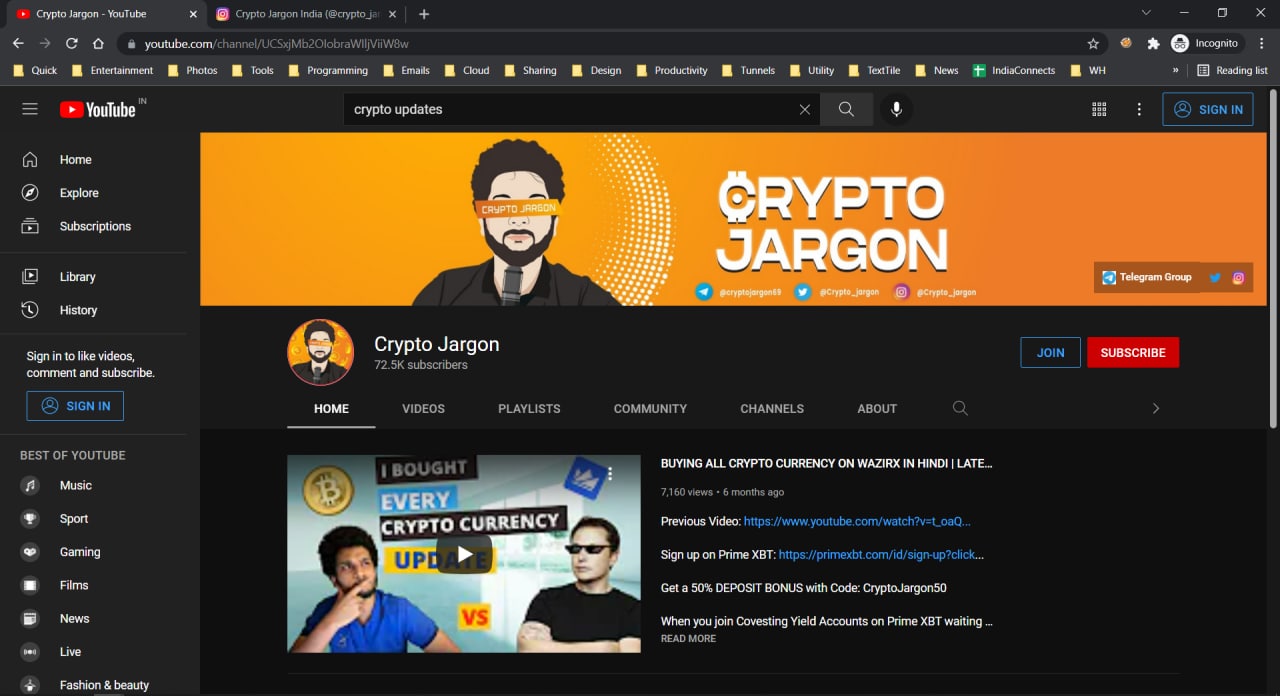 Crypto Jargon - YouTube
Crypto Jargon India (@crypto_jar
youtube.com/channel/UCSxjMb2OIobraWlIjViiW8w
Incognito
Quick Entertainment Photos Tools Programming Emails Cloud Sharing Design Productivity Tunnels Utility TextTile News IndiaConnects WH » Reading list
YouTube IN
crypto updates
SIGN IN
Home
Explore
Subscriptions
Library
History
Sign in to like videos,
comment and subscribe.
SIGN IN
BEST OF YOUTUBE
Music
Sport
Gaming
Films
News
Live
Fashion & beauty
CRYPTO JARGON
CRYPTO
JARGON
@cryptojargon69 @Crypto_jargon @Crypto_jargon
Telegram Group
Crypto Jargon
72.5K subscribers
JOIN
SUBSCRIBE
HOME VIDEOS PLAYLISTS COMMUNITY CHANNELS ABOUT
I BOUGHT
EVERY
CRYPTO CURRENCY
UPDATE
VS
BUYING ALL CRYPTO CURRENCY ON WAZIRX IN HINDI | LATE...
7,160 views • 6 months ago
Previous Video: https://www.youtube.com/watch?v=t_oaQ...
Sign up on Prime XBT: https://primexbt.com/id/sign-up?click...
Get a 50% DEPOSIT BONUS with Code: CryptoJargon50
When you join Covesting Yield Accounts on Prime XBT waiting ...
READ MORE